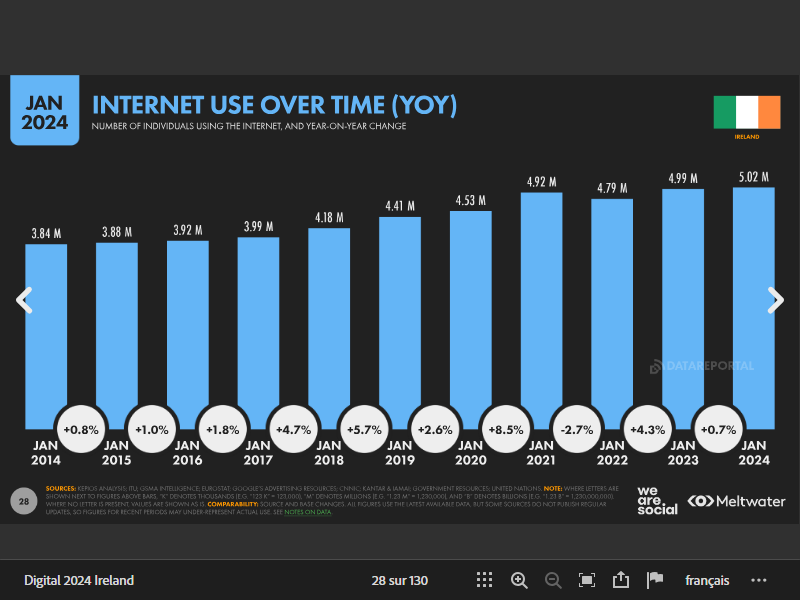 JAN
2024
INTERNET USE OVER TIME (YOY)
NUMBER OF INDIVIDUALS USING THE INTERNET, AND YEAR-ON-YEAR CHANGE
IRELAND
3.84 M
3.88 M
3.92 M
3.99 M
4.18 M
4.41 M
4.53 M
4.92 M
4.79 M
4.99 M
5.02 M
DATAREPORTAL
+0.8%
+1.0%
+1.8%
+4.7%
+5.7%
+2.6%
+8.5%
-2.7%
+4.3%
+0.7%
JAN 2014
JAN 2015
JAN 2016
JAN 2017
JAN 2018
JAN 2019
JAN 2020
JAN 2021
JAN 2022
JAN 2023
JAN 2024
28
SOURCES: KEPIOS ANALYSIS; ITU; GSMA INTELLIGENCE; EUROSTAT; GOOGLE'S ADVERTISING RESOURCES; CNNIC; KANTAR & IAMAI; GOVERNMENT RESOURCES; UNITED NATIONS. NOTE: WHERE LETTERS ARE
SHOWN NEXT TO FIGURES ABOVE BARS, "K" DENOTES THOUSANDS (E.G. "123 K" = 123,000), "M" DENOTES MILLIONS (E.G. "1.23 M" = 1,230,000), AND "B" DENOTES BILLIONS (E.G. "1.23 B" = 1,230,000,000).
WHERE NO LETTER IS PRESENT, VALUES ARE SHOWN AS IS. COMPARABILITY: SOURCE AND BASE CHANGES. ALL FIGURES USE THE LATEST AVAILABLE DATA, BUT SOME SOURCES DO NOT PUBLISH REGULAR
UPDATES, SO FIGURES FOR RECENT PERIODS MAY UNDER-REPRESENT ACTUAL USE. SEE NOTES ON DATA.
we
are.
social
Meltwater
Digital 2024 Ireland
28 sur 130
français